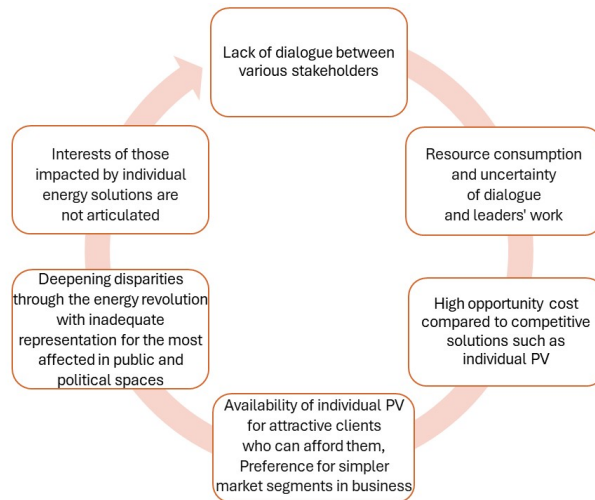 Lack of dialogue between
various stakeholders
Resource consumption
and uncertainty
of dialogue
and leaders' work
High opportunity cost
compared to competitive
solutions such as
individual PV
Availability of individual PV
for attractive clients
who can afford them,
Preference for simpler
market segments in business
Deepening disparities
through the energy revolution
with inadequate
representation for the most
affected in public and
political spaces
Interests of those
impacted by individual
energy solutions are
not articulated